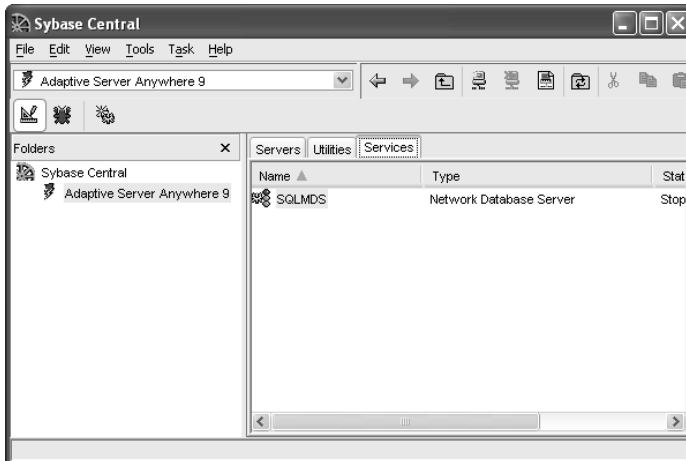 Sybase Central
File Edit View Tools Task Help
Adaptive Server Anywhere 9
Folders
Servers Utilities Services
Sybase Central
Adaptive Server Anywhere 9
Name Type Stat
SQLMDS Network Database Server Stop